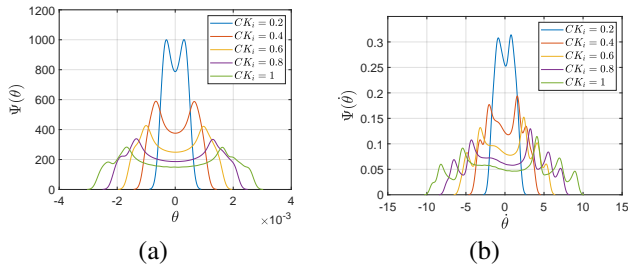 1200
1000
800
600
400
200
0
-4 -2 0 2 4
×10⁻³
θ
Ψ(θ)
CKᵢ = 0.2
CKᵢ = 0.4
CKᵢ = 0.6
CKᵢ = 0.8
CKᵢ = 1
(a)
0.3
0.25
0.2
0.15
0.1
0.05
0
-15 -10 -5 0 5 10 15
θ̇
Ψ(θ̇)
CKᵢ = 0.2
CKᵢ = 0.4
CKᵢ = 0.6
CKᵢ = 0.8
CKᵢ = 1
(b)